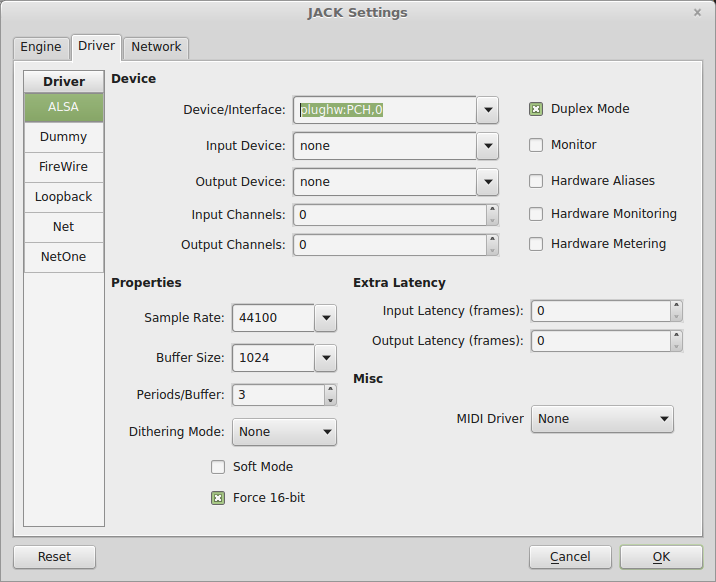 JACK Settings
Engine
Driver
Network
Driver
ALSA
Dummy
FireWire
Loopback
Net
NetOne
Device
Device/Interface: plughw:PCH,0
Duplex Mode
Input Device: none
Monitor
Output Device: none
Hardware Aliases
Input Channels: 0
Hardware Monitoring
Output Channels: 0
Hardware Metering
Properties
Sample Rate: 44100
Buffer Size: 1024
Periods/Buffer: 3
Dithering Mode: None
Soft Mode
Force 16-bit
Extra Latency
Input Latency (frames): 0
Output Latency (frames): 0
Misc
MIDI Driver None
Reset
Cancel
OK